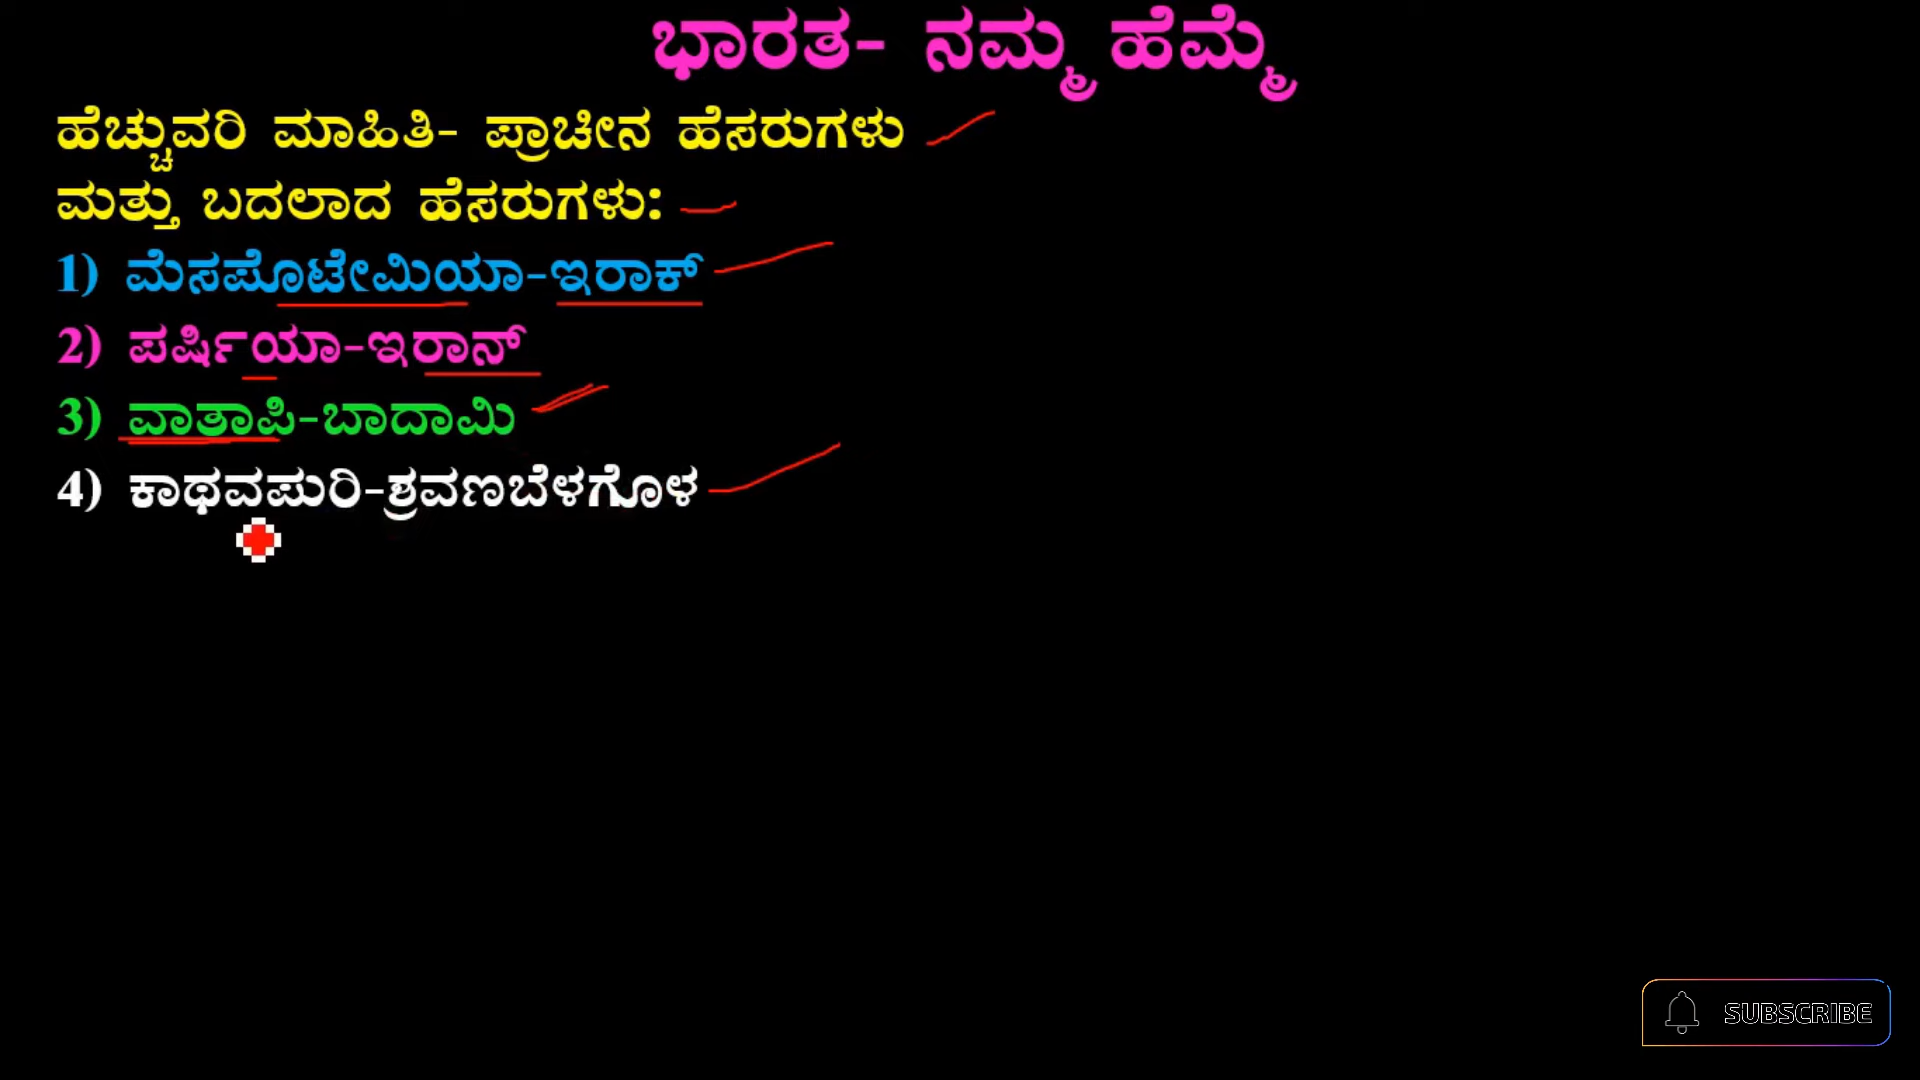 ಭಾರತ- ನಮ್ಮ ಹೆಮ್ಮೆ
ಹೆಚ್ಚುವರಿ ಮಾಹಿತಿ- ಪ್ರಾಚೀನ ಹೆಸರುಗಳು
ಮತ್ತು ಬದಲಾದ ಹೆಸರುಗಳು:
1) ಮೆಸಪೊಟೇಮಿಯಾ-ಇರಾಕ್
2) ಪರ್ಷಿಯಾ-ಇರಾನ್
3) ವಾತಾಪಿ-ಬಾದಾಮಿ
4) ಕಾಥವಪುರಿ-ಶ್ರವಣಬೆಳಗೊಳ
SUBSCRIBE